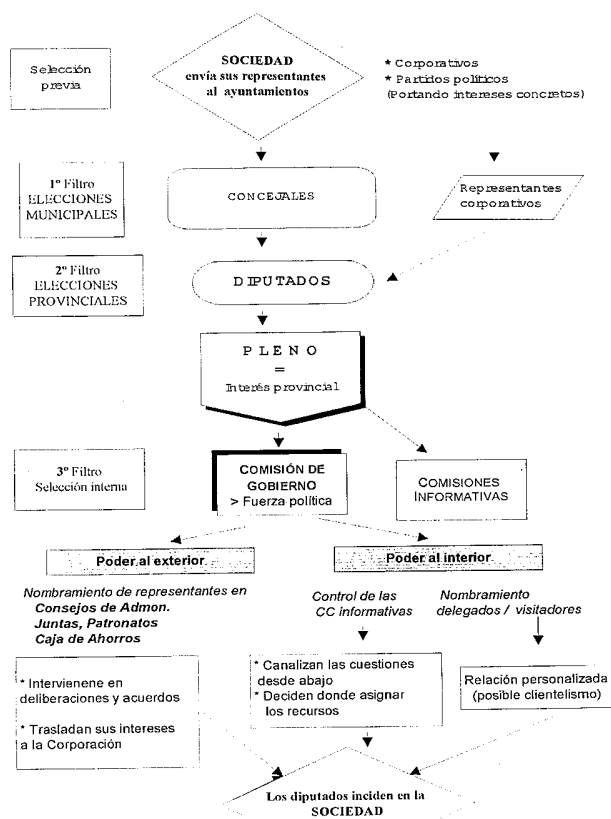 Selección
previa
SOCIEDAD
envía sus representantes
al ayuntamientos
* Corporativos
* Partidos políticos
(Portando intereses concretos)
1º Filtro
ELECCIONES
MUNICIPALES
CONCEJALES
Representantes
corporativos
2º Filtro
ELECCIONES
PROVINCIALES
DIPUTADOS
PLENO
=
Interés provincial
3º Filtro
Selección interna
COMISIÓN DE
GOBIERNO
> Fuerza política
COMISIONES
INFORMATIVAS
Poder al exterior
Poder al interior
Nombramiento de representantes en
Consejos de Admon.
Juntas, Patronatos
Caja de Ahorros
Control de las
CC informativas
Nombramiento
delegados / visitadores
* Intervienene en
deliberaciones y acuerdos
* Trasladan sus intereses
a la Corporación
* Canalizan las cuestiones
desde abajo
* Deciden donde asignar
los recursos
Relación personalizada
(posible clientelismo)
Los diputados inciden en la
SOCIEDAD